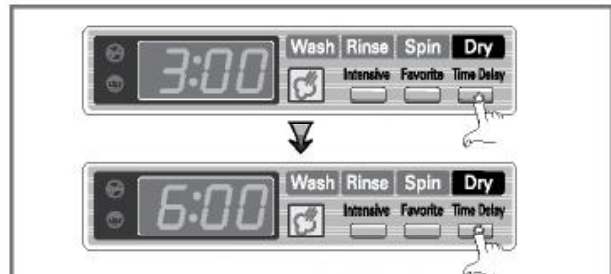 3:00
Wash Rinse Spin Dry
Intensive Favorite Time Delay
6:00
Wash Rinse Spin Dry
Intensive Favorite Time Delay